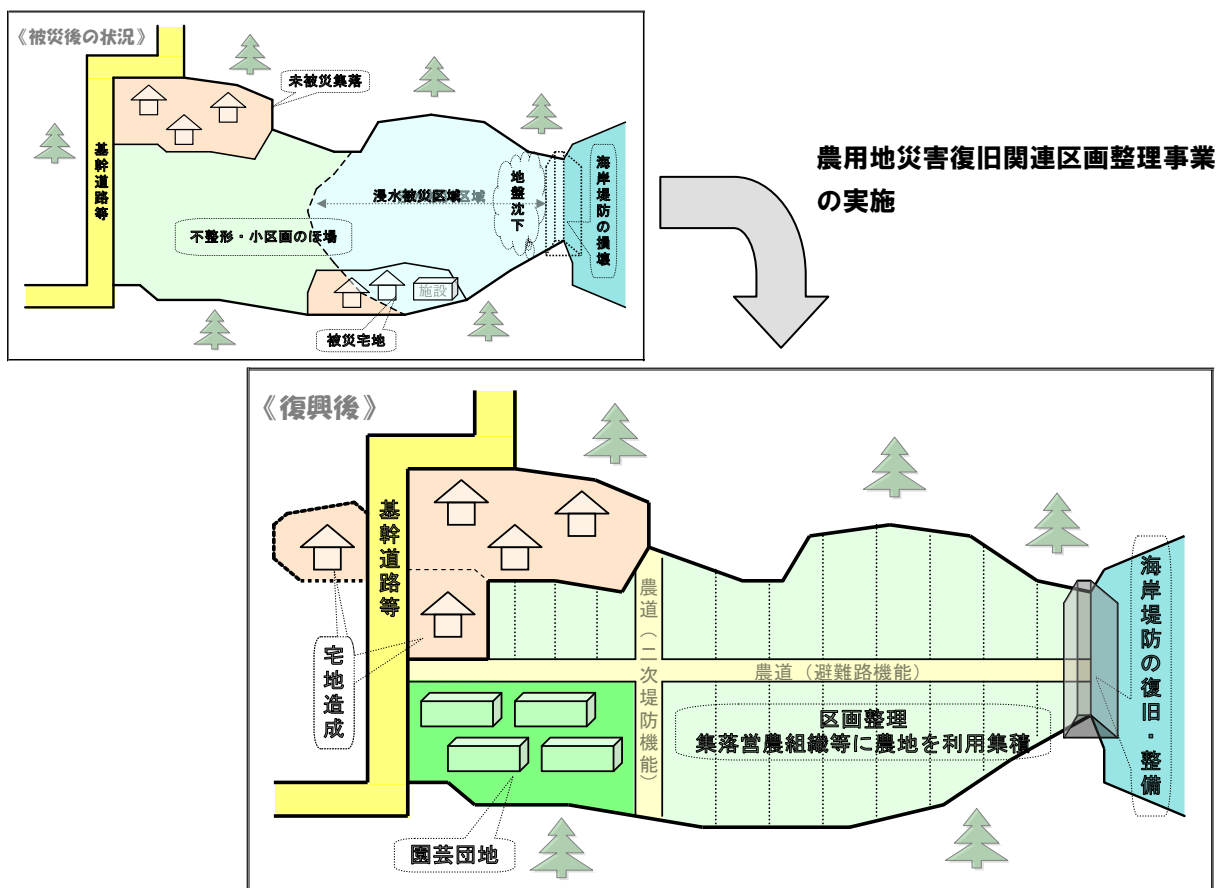 《被災後の状況》
未被災集落
基幹道路等
浸水被災区域
地盤沈下
海岸堤防の損壊
不整形・小区画のほ場
施設
被災宅地
農用地災害復旧関連区画整理事業
の実施
《復興後》
基幹道路等
宅地造成
農道（二次堤防機能）
農道（避難路機能）
海岸堤防の復旧・整備
区画整理
集落営農組織等に農地を利用集積
園芸団地